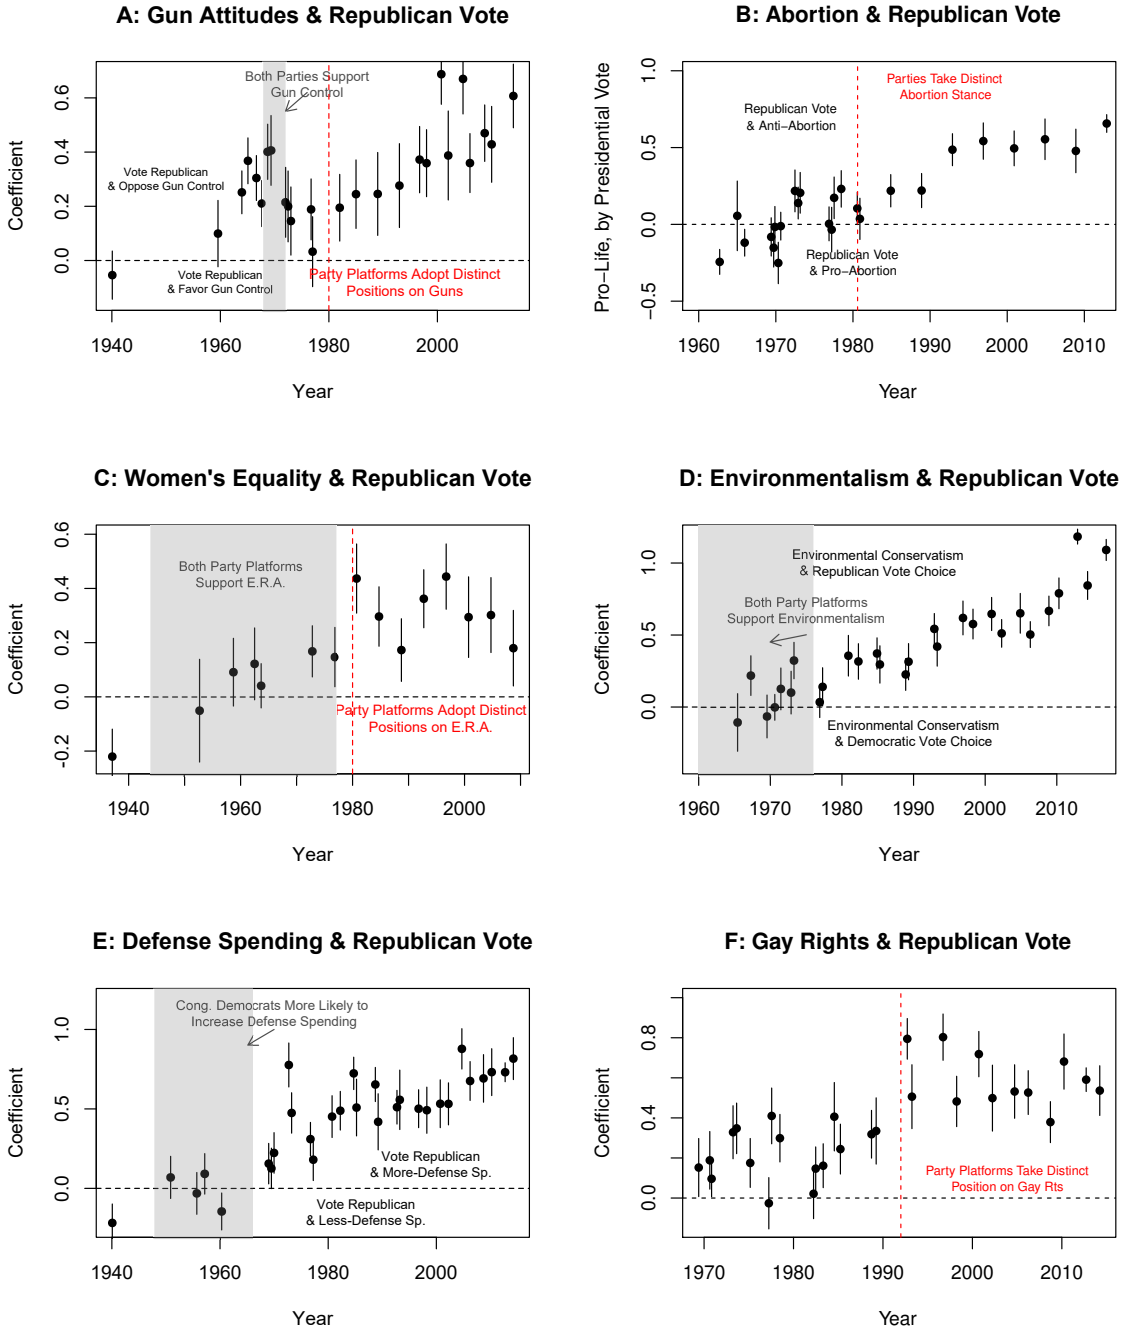 A: Gun Attitudes & Republican Vote
Coefficient
0.0
0.2
0.4
0.6
Both Parties Support
Gun Control
Vote Republican
& Oppose Gun Control
Vote Republican
& Favor Gun Control
Party Platforms Adopt Distinct
Positions on Guns
1940
1960
1980
2000
Year
B: Abortion & Republican Vote
Pro−Life, by Presidential Vote
−0.5
0.0
0.5
1.0
Parties Take Distinct
Abortion Stance
Republican Vote
& Anti−Abortion
Republican Vote
& Pro−Abortion
1960
1970
1980
1990
2000
2010
Year
C: Women's Equality & Republican Vote
Coefficient
-0.2
0.0
0.2
0.4
0.6
Both Party Platforms
Support E.R.A.
Party Platforms Adopt Distinct
Positions on E.R.A.
1940
1960
1980
2000
Year
D: Environmentalism & Republican Vote
Coefficient
0.0
0.5
1.0
Environmental Conservatism
& Republican Vote Choice
Both Party Platforms
Support Environmentalism
Environmental Conservatism
& Democratic Vote Choice
1960
1970
1980
1990
2000
2010
Year
E: Defense Spending & Republican Vote
Coefficient
0.0
0.5
1.0
Cong. Democrats More Likely to
Increase Defense Spending
Vote Republican
& More-Defense Sp.
Vote Republican
& Less-Defense Sp.
1940
1960
1980
2000
Year
F: Gay Rights & Republican Vote
Coefficient
0.0
0.4
0.8
Party Platforms Take Distinct
Position on Gay Rts
1970
1980
1990
2000
2010
Year